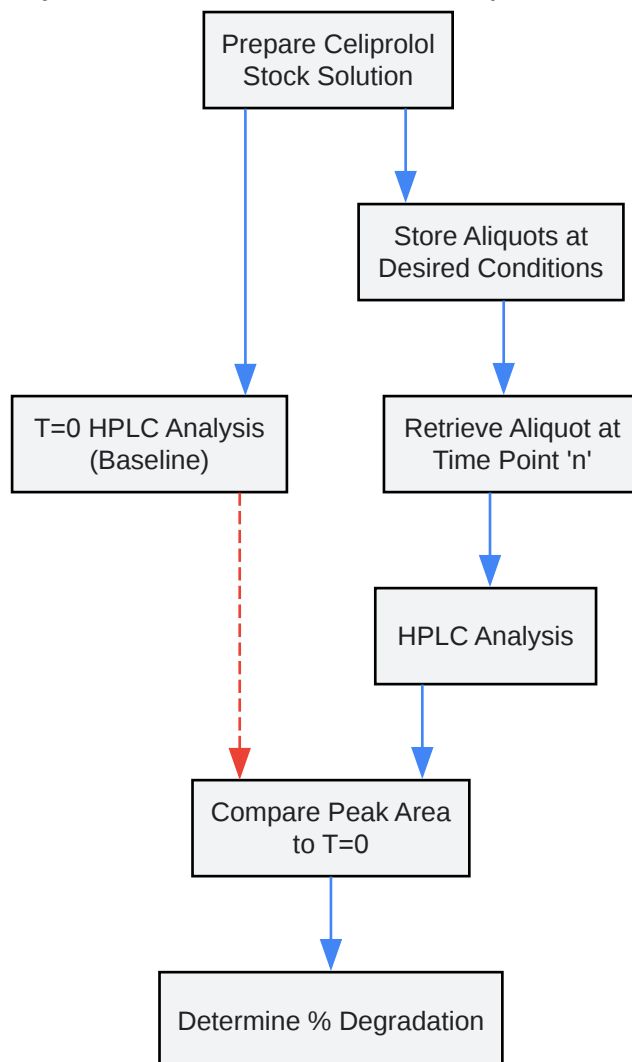 Prepare Celiprolol
Stock Solution
Store Aliquots at
Desired Conditions
T=0 HPLC Analysis
(Baseline)
Retrieve Aliquot at
Time Point 'n'
HPLC Analysis
Compare Peak Area
to T=0
Determine % Degradation